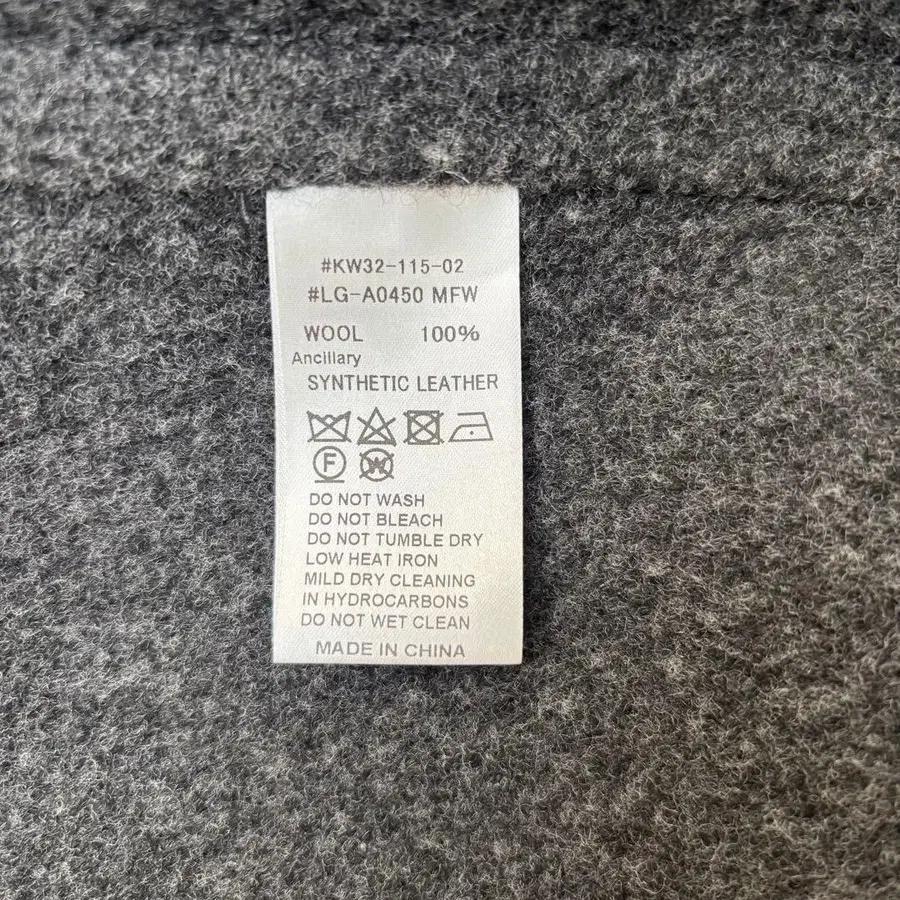 #KW32-115-02
#LG-A0450 MFW
WOOL 100%
Ancillary
SYNTHETIC LEATHER
F W
DO NOT WASH
DO NOT BLEACH
DO NOT TUMBLE DRY
LOW HEAT IRON
MILD DRY CLEANING
IN HYDROCARBONS
DO NOT WET CLEAN
MADE IN CHINA